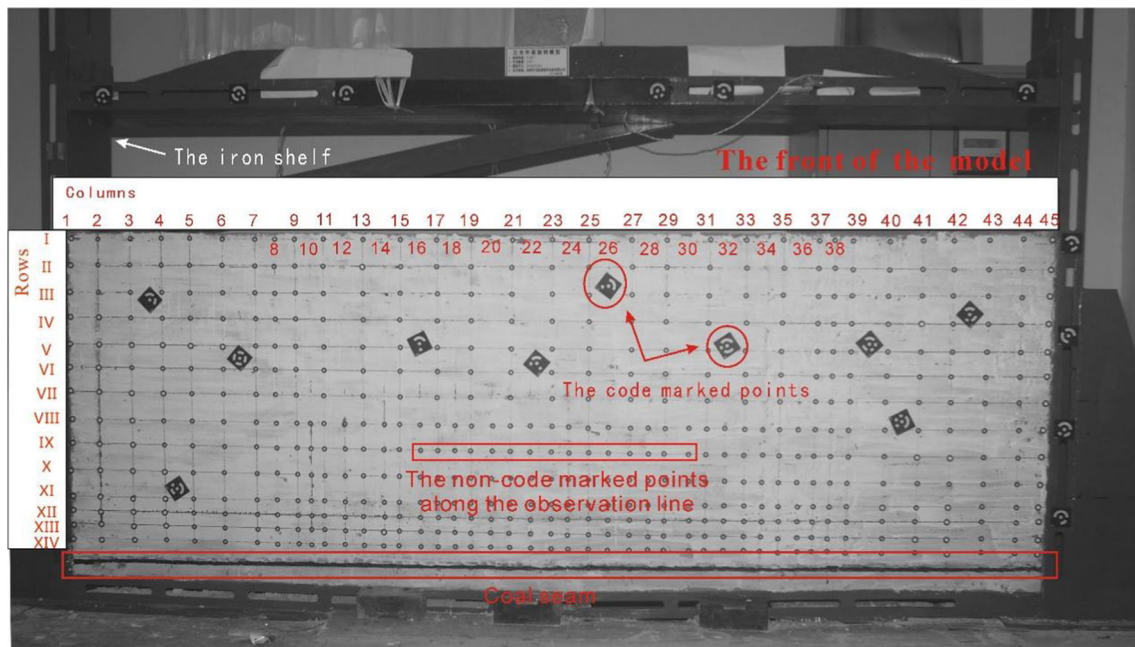 The iron shelf
The front of the model
Columns
1 2 3 4 5 6 7 9 11 13 15 17 19 21 23 25 27 29 31 33 35 37 39 40 41 42 43 44 45
8 10 12 14 16 18 20 22 24 26 28 30 32 34 36 38
Rows
I
II
III
IV
V
VI
VII
VIII
IX
X
XI
XII
XIII
XIV
The code marked points
The non-code marked points
along the observation line
Coal seam